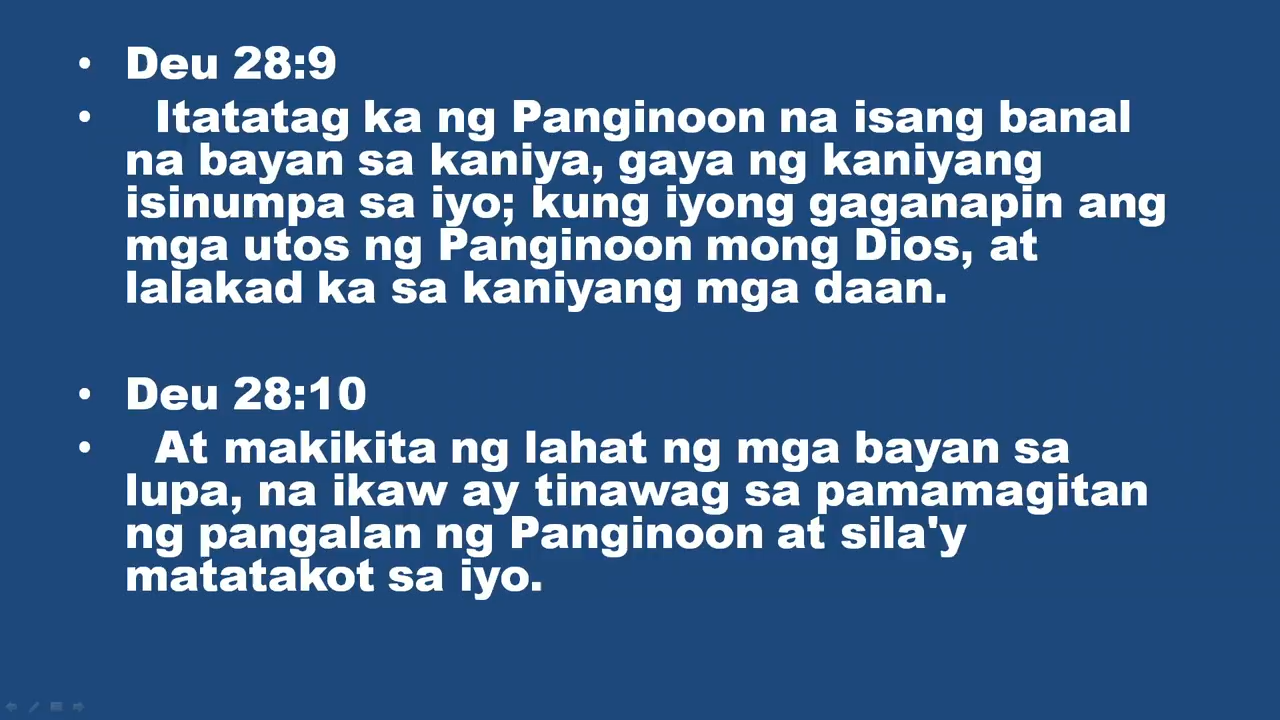 • Deu 28:9
• Itatatag ka ng Panginoon na isang banal
na bayan sa kaniya, gaya ng kaniyang
isinumpa sa iyo; kung iyong gaganapin ang
mga utos ng Panginoon mong Dios, at
lalakad ka sa kaniyang mga daan.
• Deu 28:10
• At makikita ng lahat ng mga bayan sa
lupa, na ikaw ay tinawag sa pamamagitan
ng pangalan ng Panginoon at sila'y
matatakot sa iyo.